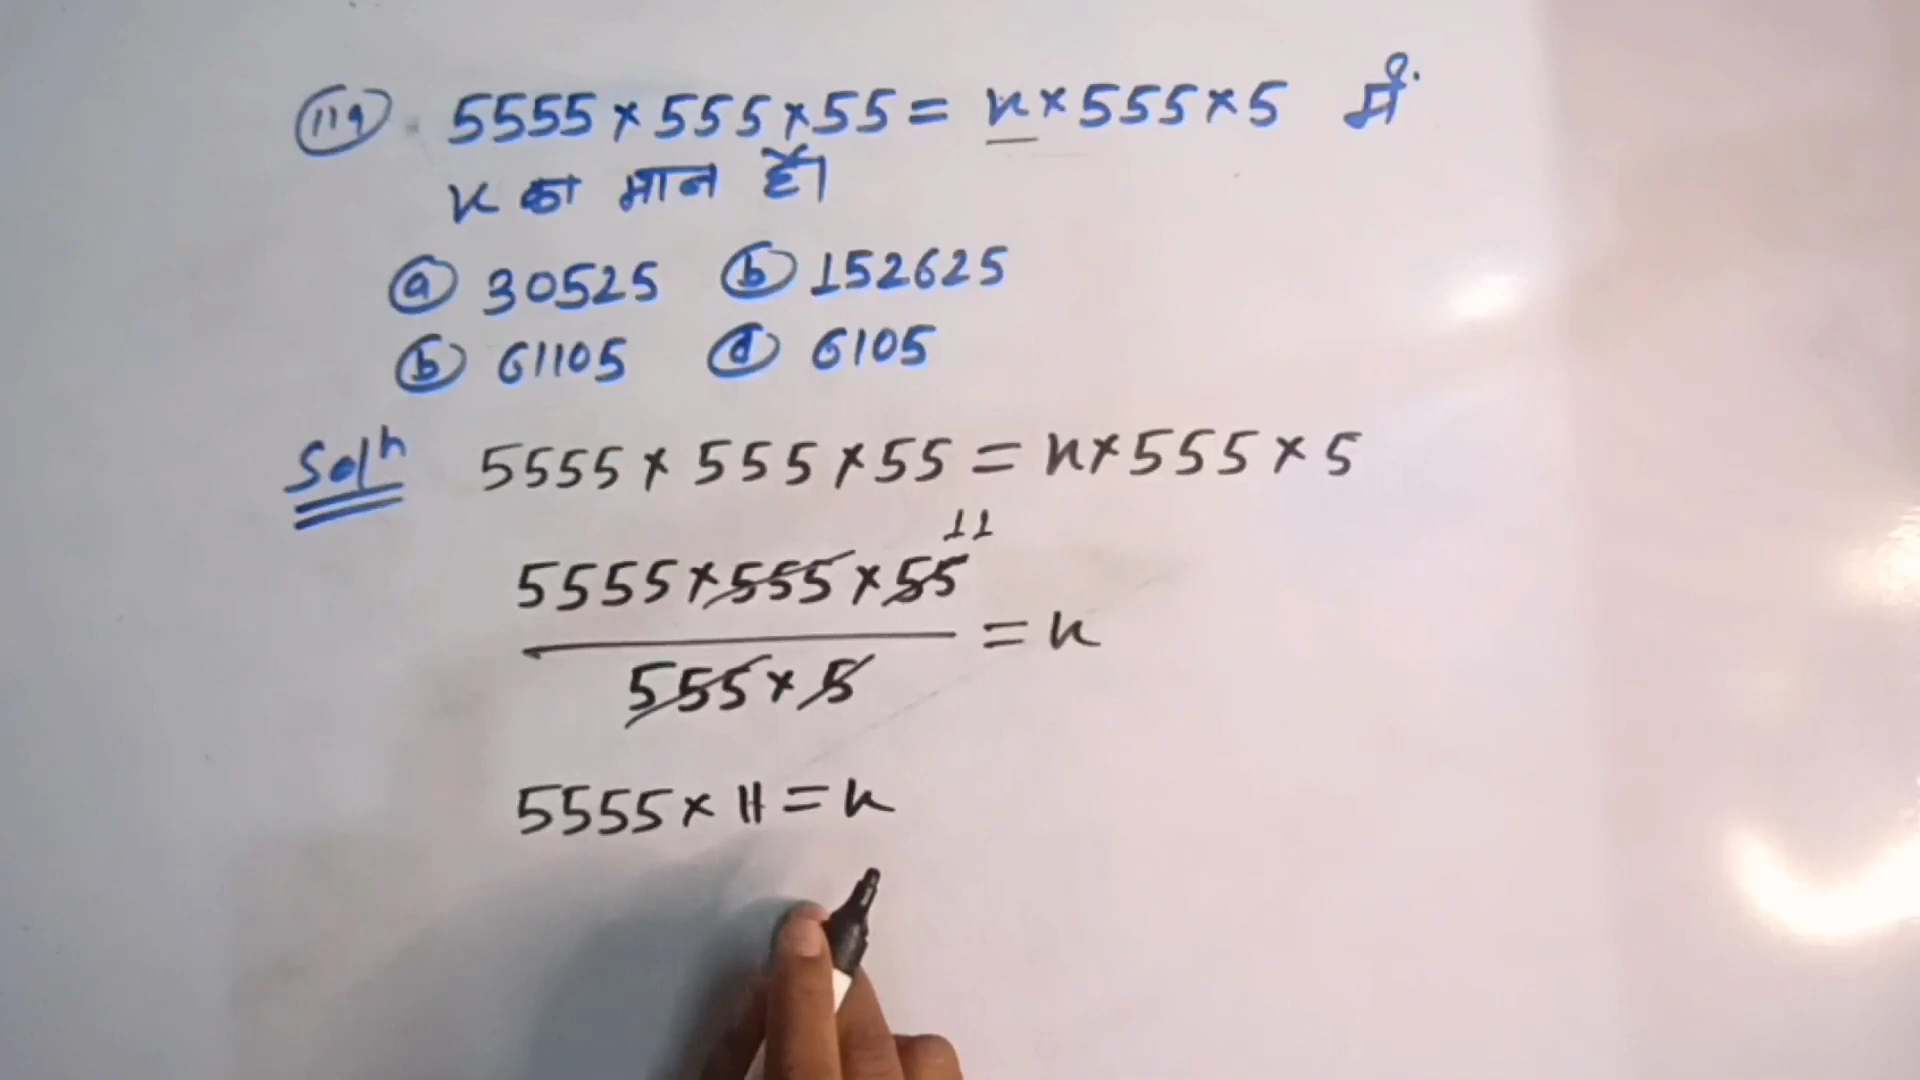 119. 5555 × 555 × 55 = x × 555 × 5 में
x का मान है।
(a) 30525 (b) 152625
(b) 61105 (d) 6105
Solⁿ 5555 × 555 × 55 = x × 555 × 5
11
5555 × 555 × 55
= x
555 × 5
5555 × 11 = x